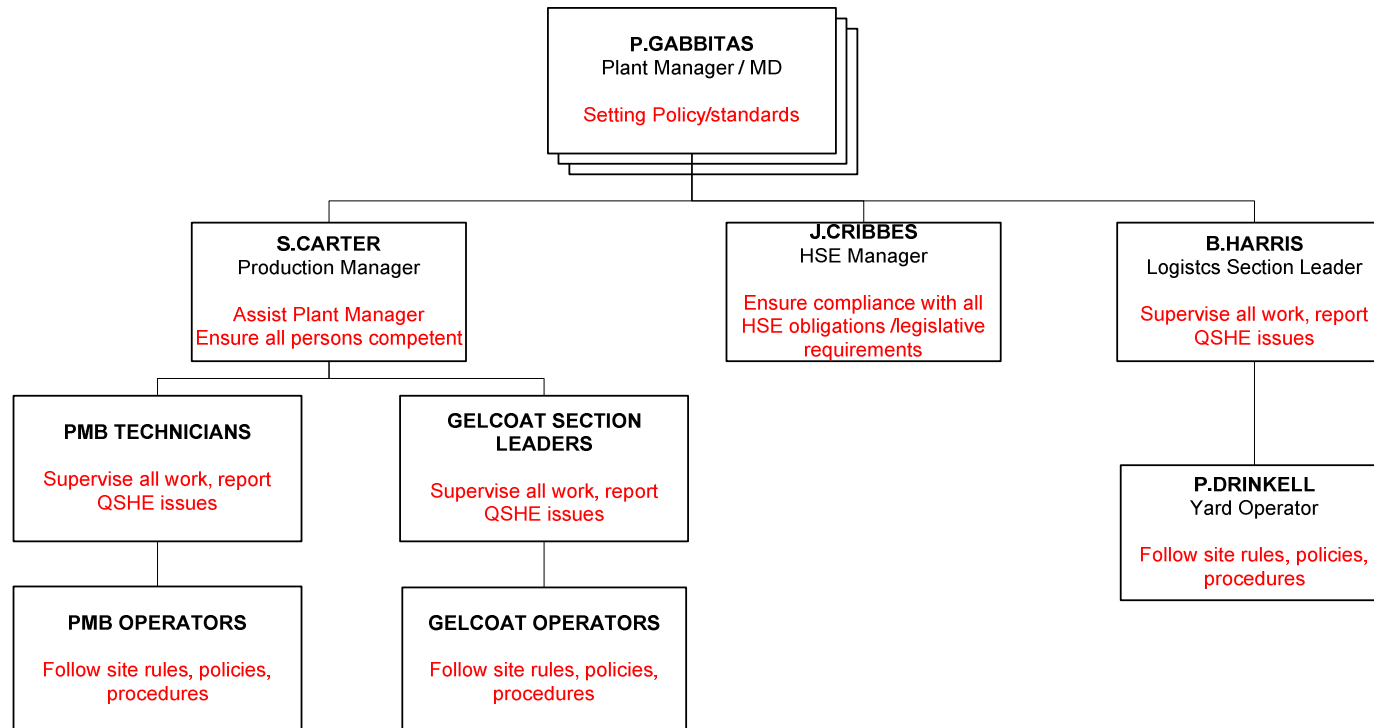 P.GABBITAS
Plant Manager / MD
Setting Policy/standards
S.CARTER
Production Manager
Assist Plant Manager
Ensure all persons competent
J.CRIBBES
HSE Manager
Ensure compliance with all
HSE obligations /legislative
requirements
B.HARRIS
Logistcs Section Leader
Supervise all work, report
QSHE issues
PMB TECHNICIANS
Supervise all work, report
QSHE issues
GELCOAT SECTION
LEADERS
Supervise all work, report
QSHE issues
P.DRINKELL
Yard Operator
Follow site rules, policies,
procedures
PMB OPERATORS
Follow site rules, policies,
procedures
GELCOAT OPERATORS
Follow site rules, policies,
procedures